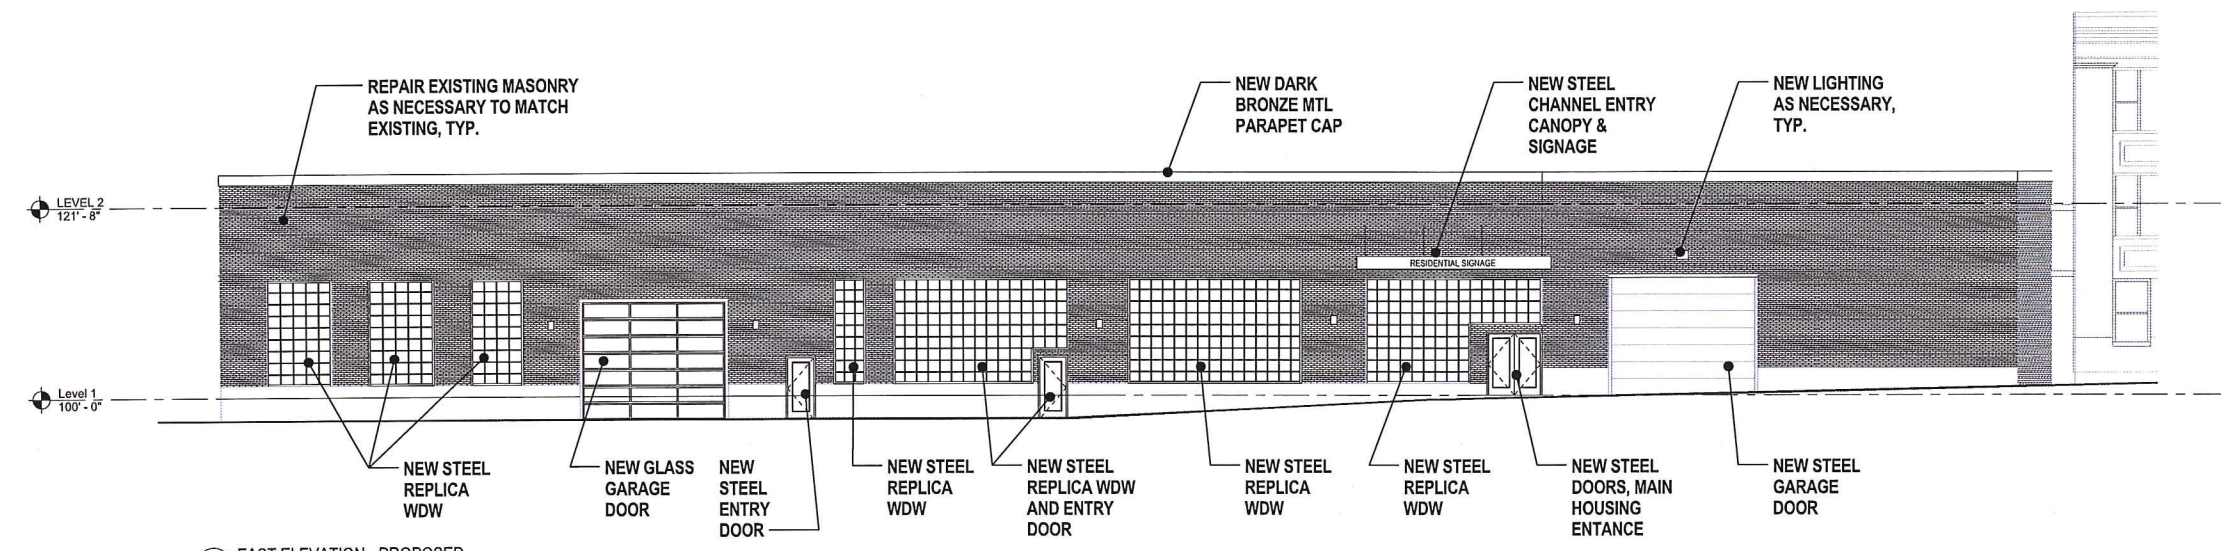 REPAIR EXISTING MASONRY
AS NECESSARY TO MATCH
EXISTING, TYP.
NEW DARK
BRONZE MTL
PARAPET CAP
NEW STEEL
CHANNEL ENTRY
CANOPY &
SIGNAGE
NEW LIGHTING
AS NECESSARY,
TYP.
LEVEL 2
121' - 8"
RESIDENTIAL SIGNAGE
Level 1
100' - 0"
NEW STEEL
REPLICA
WDW
NEW GLASS
GARAGE
DOOR
NEW
STEEL
ENTRY
DOOR
NEW STEEL
REPLICA
WDW
NEW STEEL
REPLICA WDW
AND ENTRY
DOOR
NEW STEEL
REPLICA
WDW
NEW STEEL
REPLICA
WDW
NEW STEEL
DOORS, MAIN
HOUSING
ENTANCE
NEW STEEL
GARAGE
DOOR
EAST ELEVATION - PROPOSED